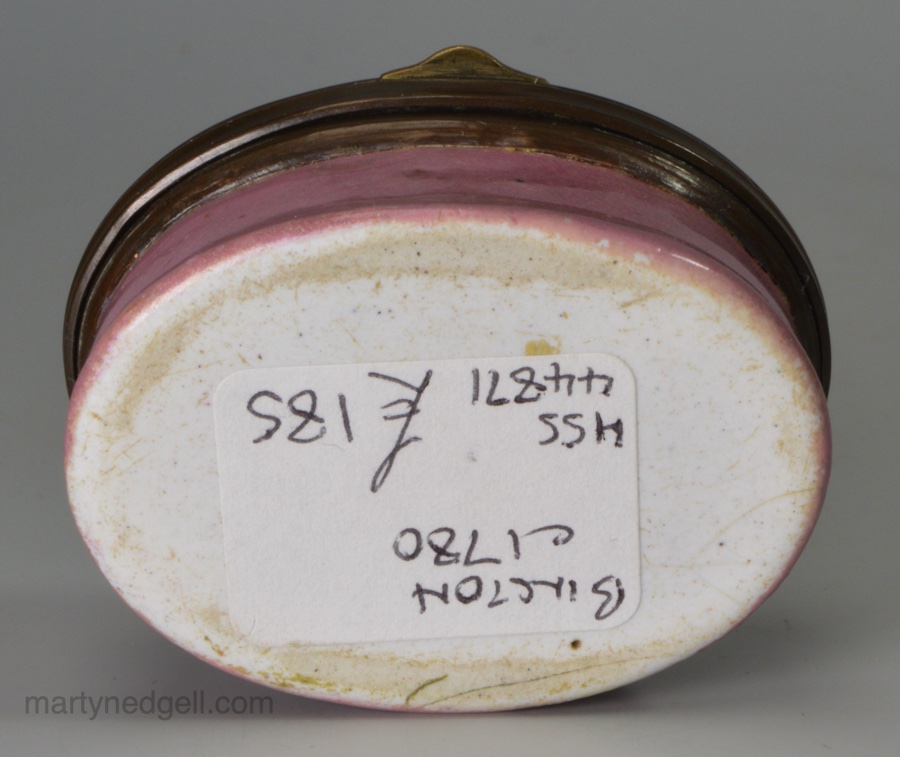 BILSTON
c1780
HSS
44871 £185
martynedgell.com